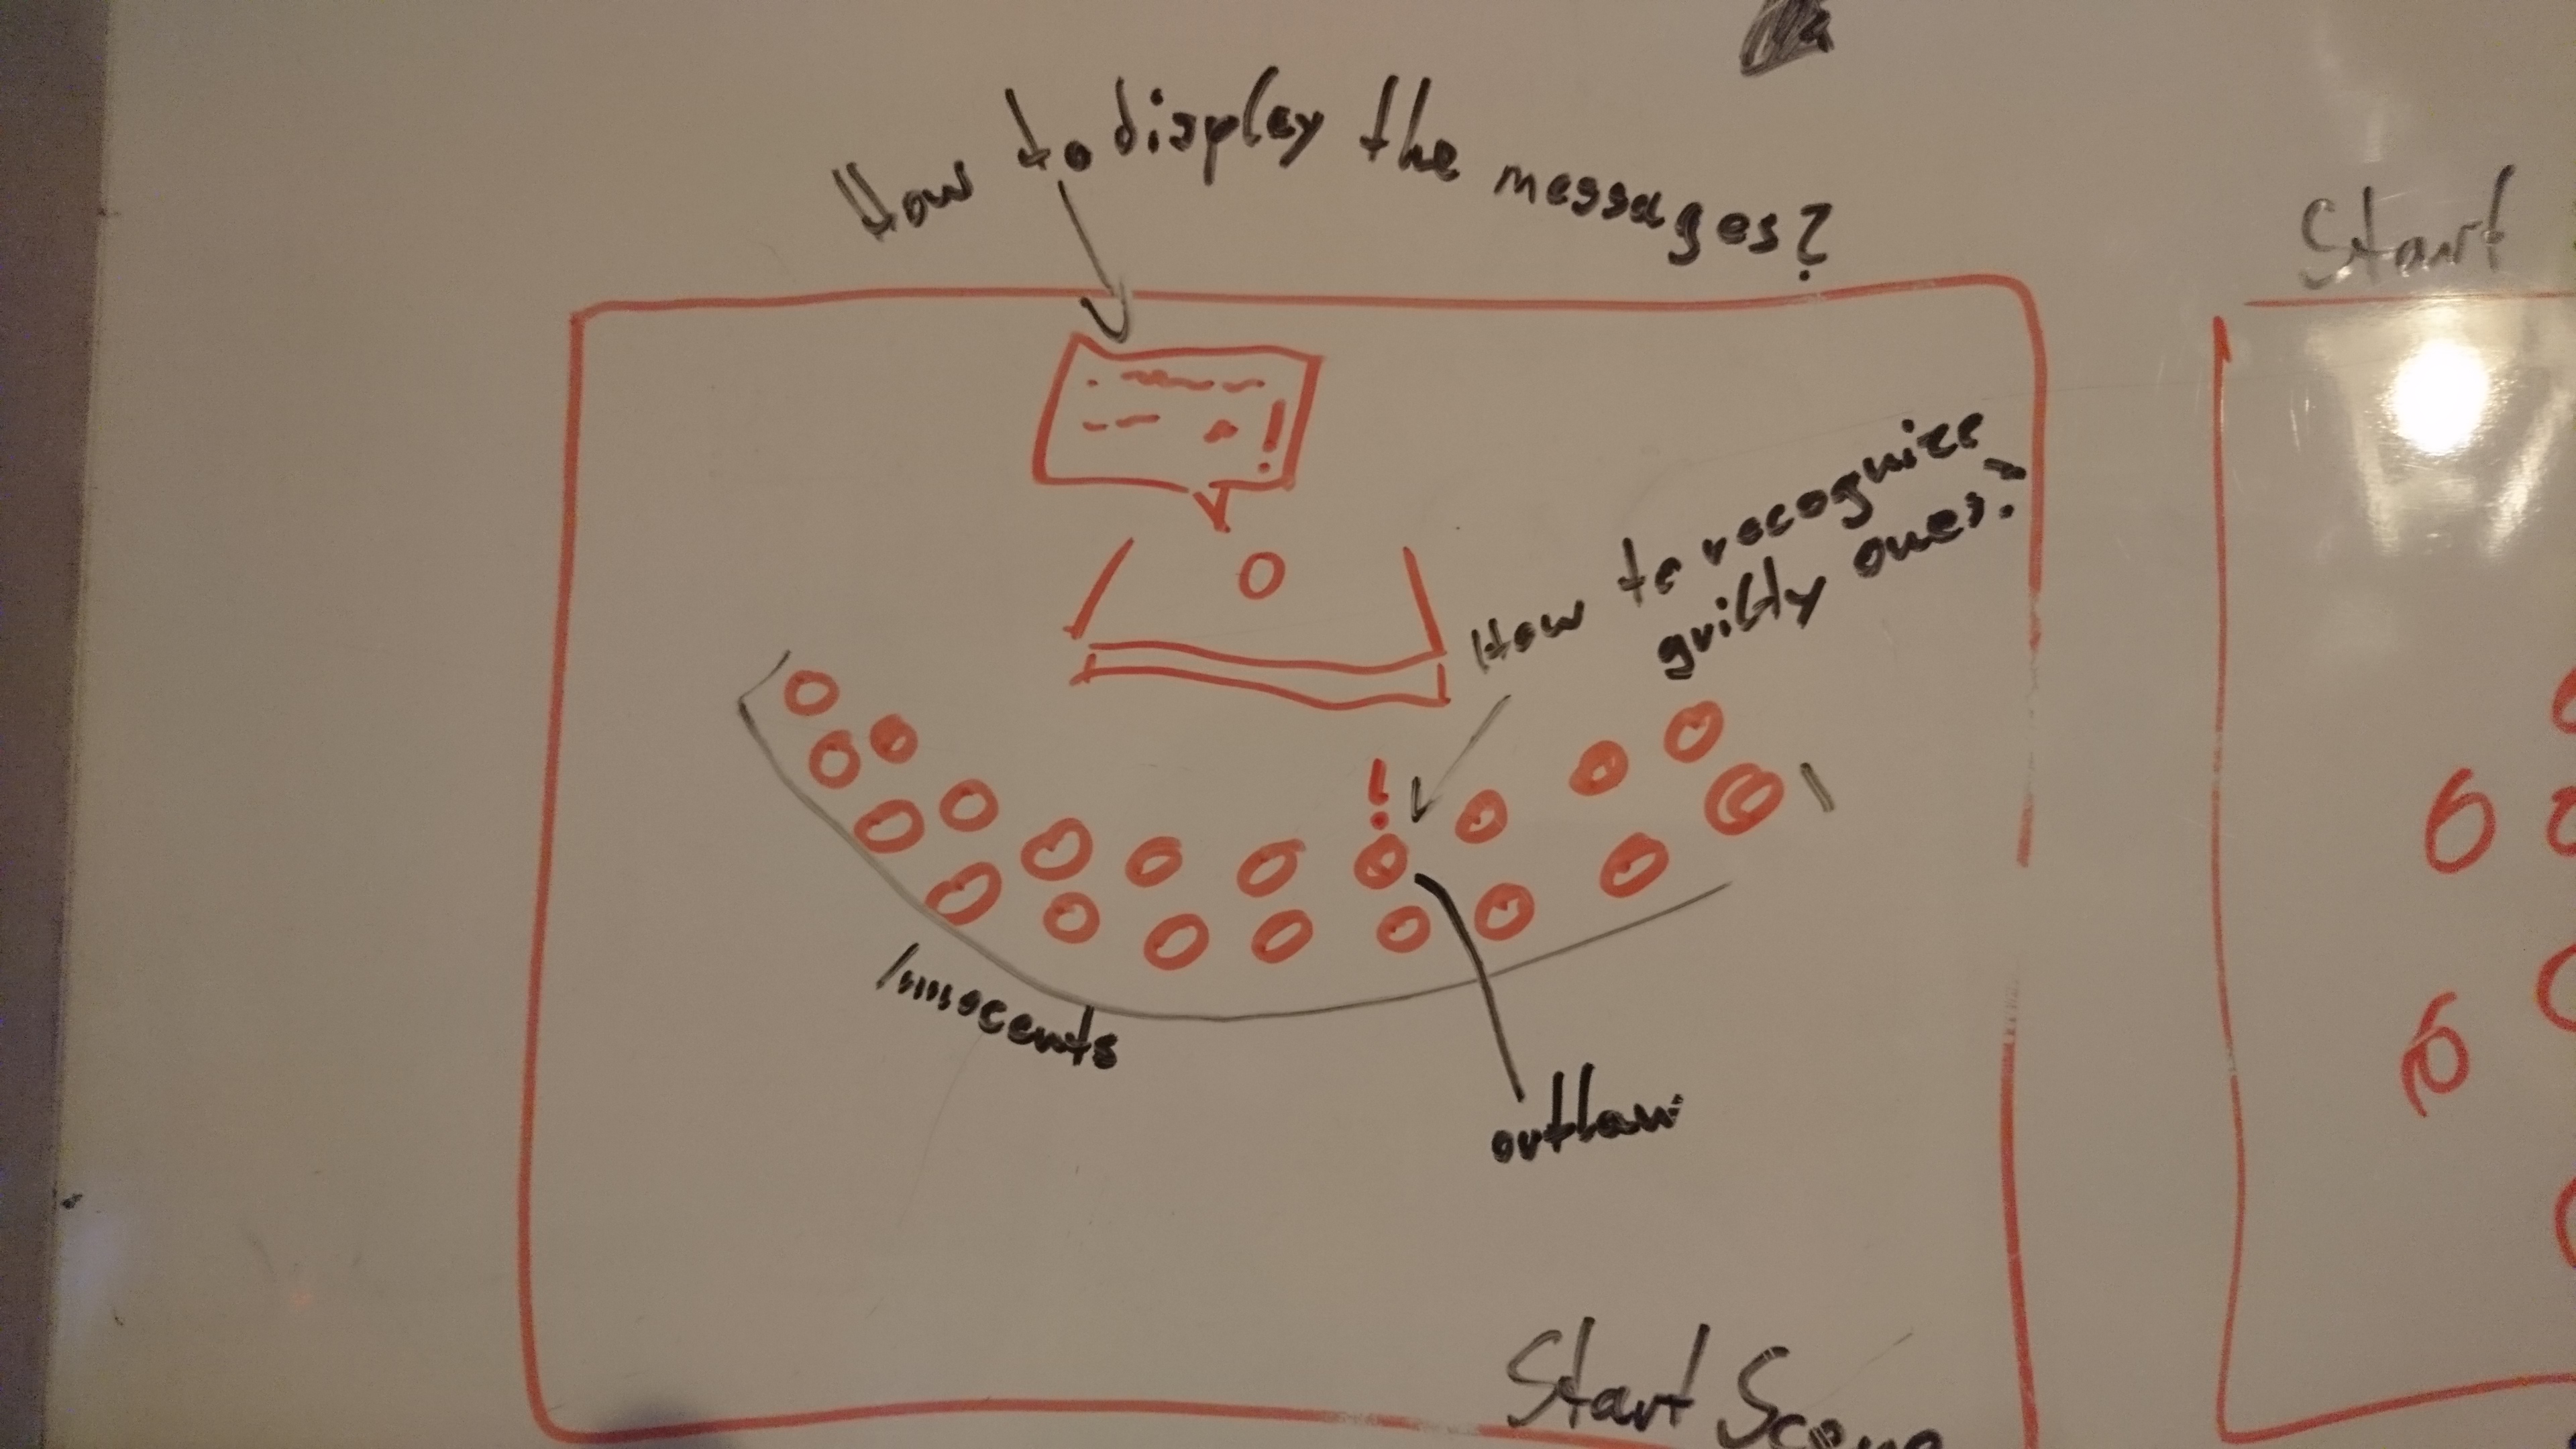 How to display the messages?
Start
!
How to recognize
guilty ones?
!
Innocents
outlaw
Start Scene